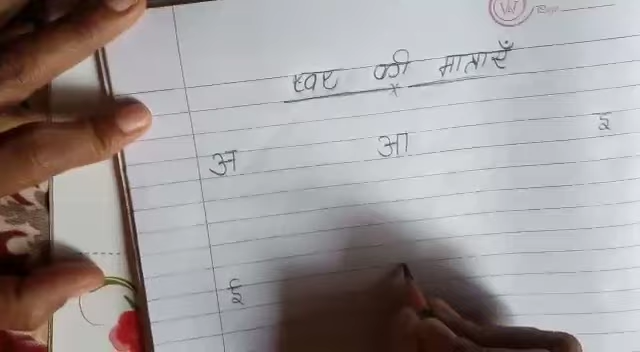 स्वर की मात्राएँ
अ आ इ
ई